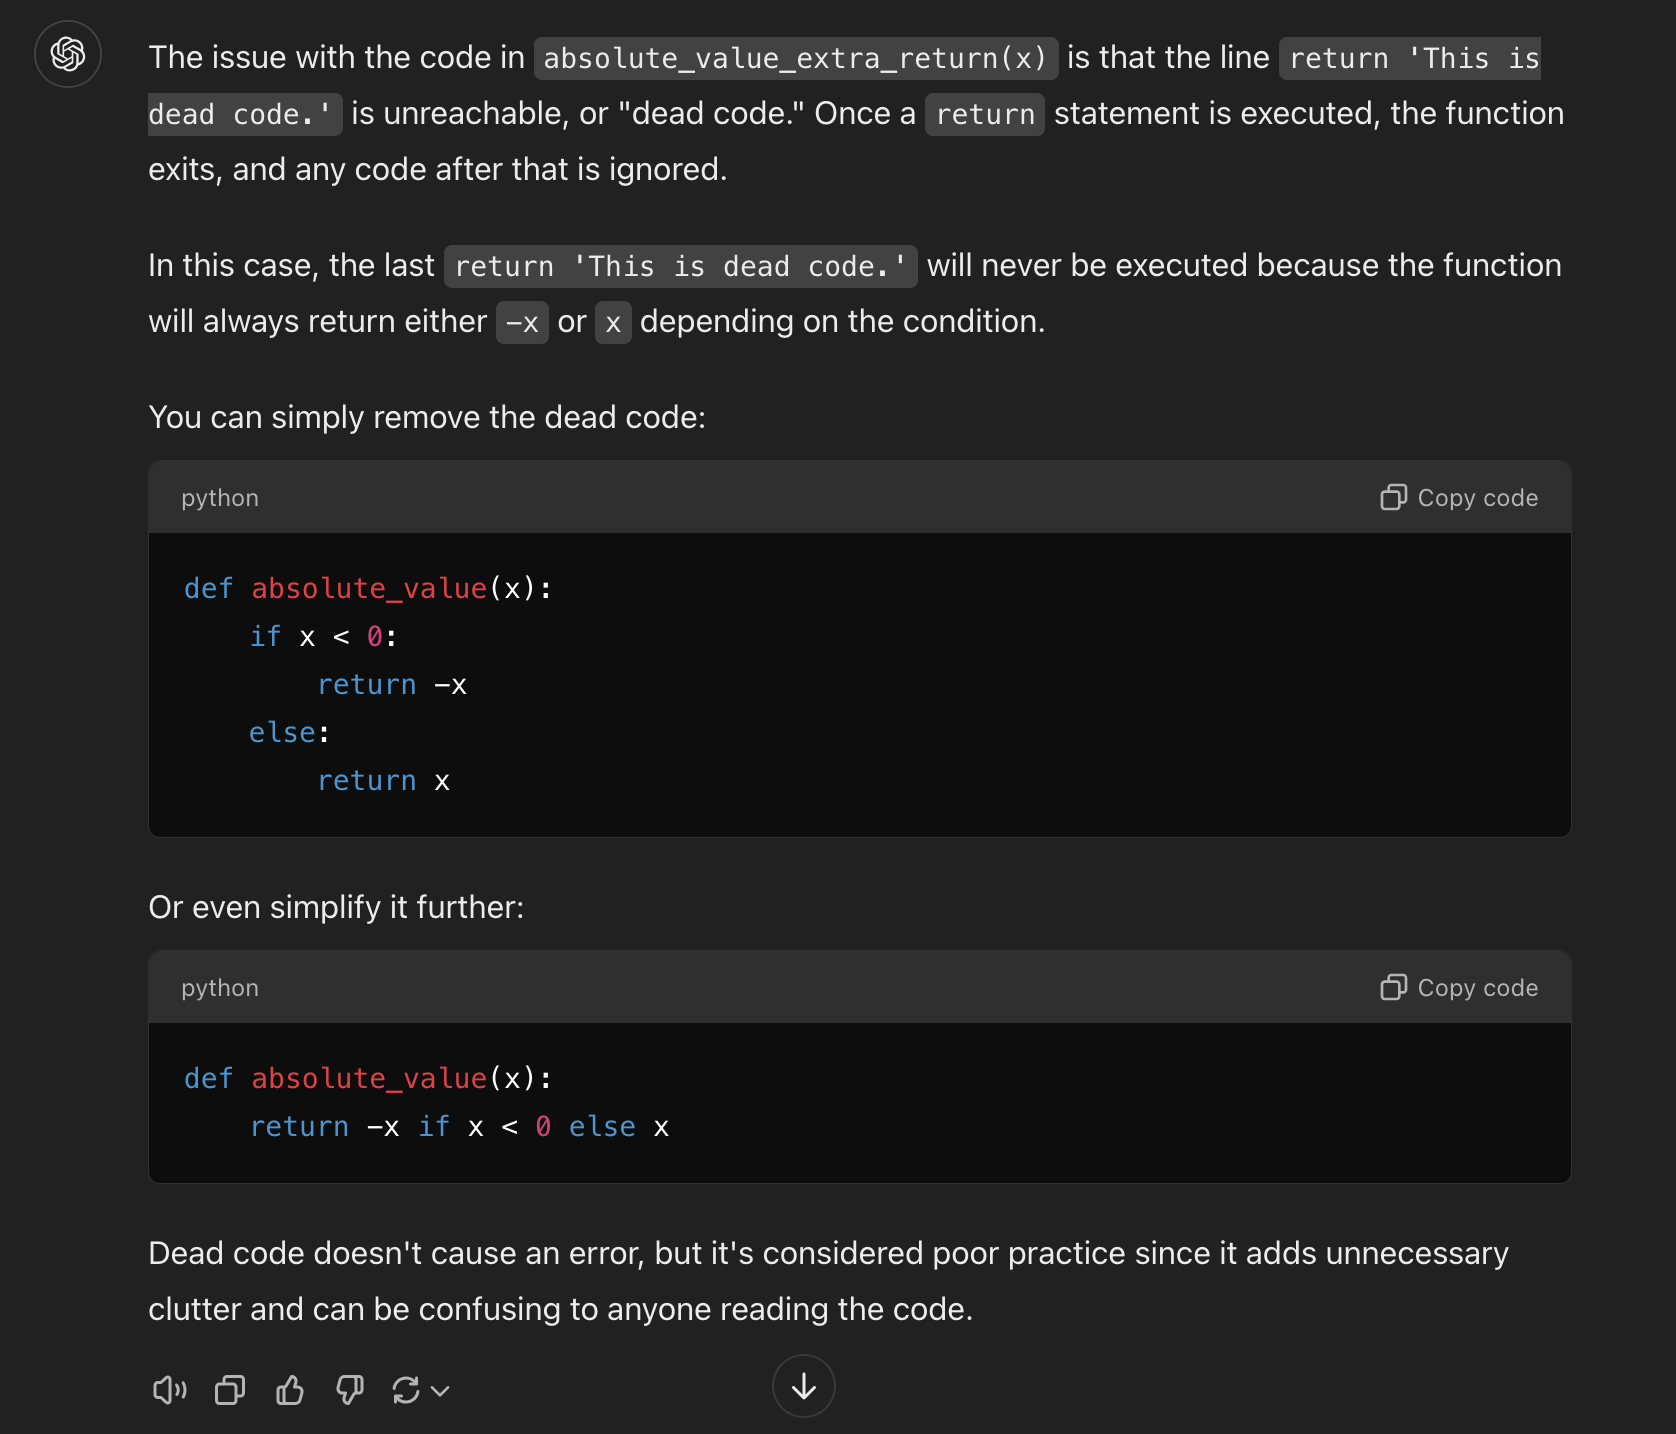 The issue with the code in absolute_value_extra_return(x) is that the line return 'This is
dead code.' is unreachable, or "dead code." Once a return statement is executed, the function
exits, and any code after that is ignored.
In this case, the last return 'This is dead code.' will never be executed because the function
will always return either -x or x depending on the condition.
You can simply remove the dead code:
python Copy code
def absolute_value(x):
    if x < 0:
        return -x
    else:
        return x
Or even simplify it further:
python Copy code
def absolute_value(x):
    return -x if x < 0 else x
Dead code doesn't cause an error, but it's considered poor practice since it adds unnecessary
clutter and can be confusing to anyone reading the code.